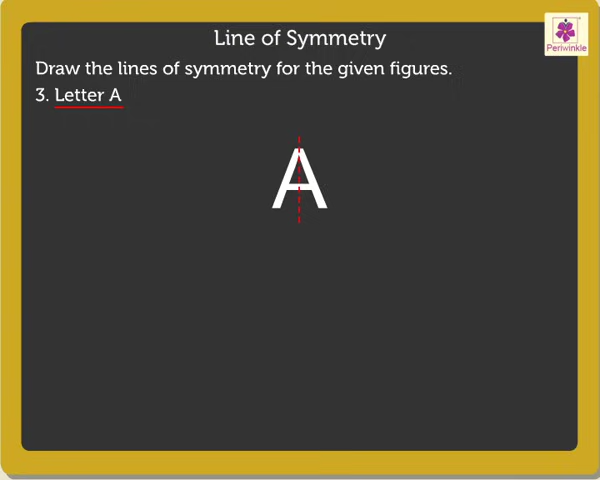 Line of Symmetry
Periwinkle
Draw the lines of symmetry for the given figures.
3. Letter A
A